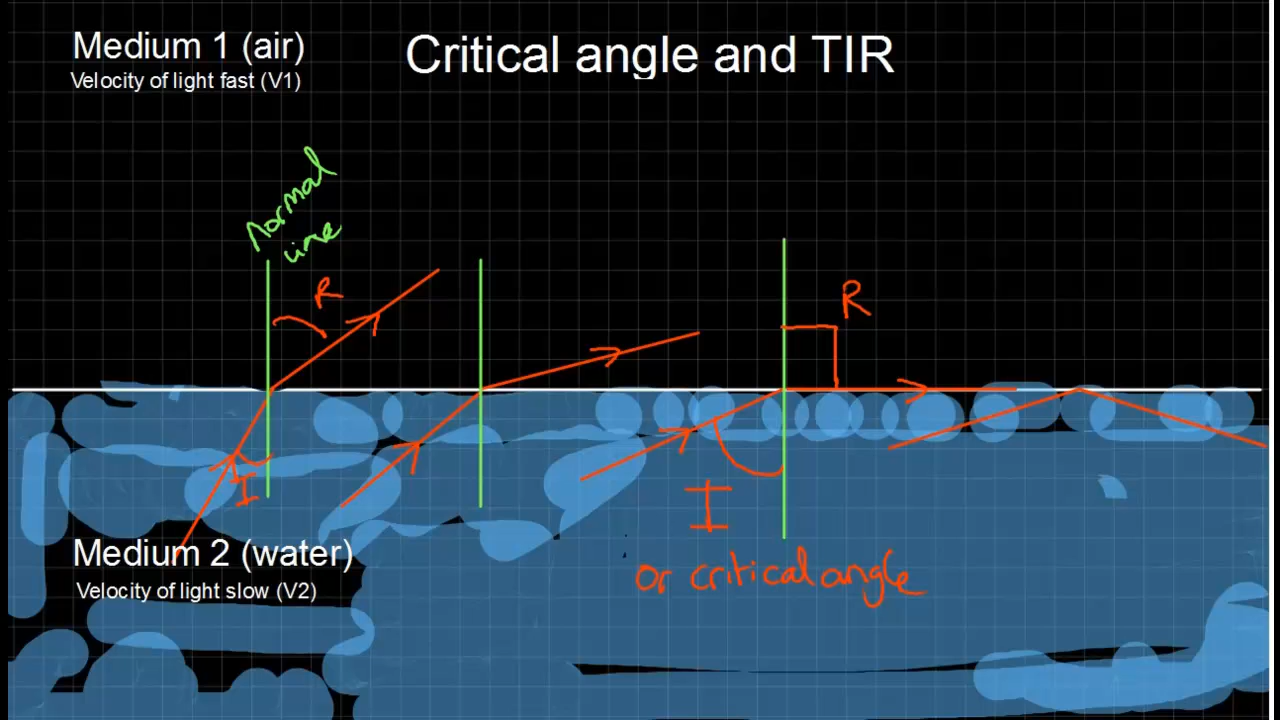 Medium 1 (air)
Velocity of light fast (V1)
Critical angle and TIR
Normal
line
R
R
I
I
or critical angle
Medium 2 (water)
Velocity of light slow (V2)